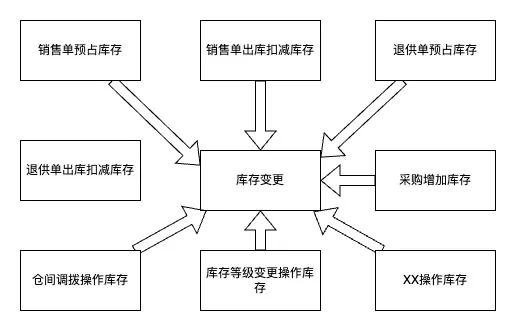 销售单预占库存
销售单出库扣减库存
退供单预占库存
退供单出库扣减库存
库存变更
采购增加库存
仓间调拨操作库存
库存等级变更操作库
存
XX操作库存